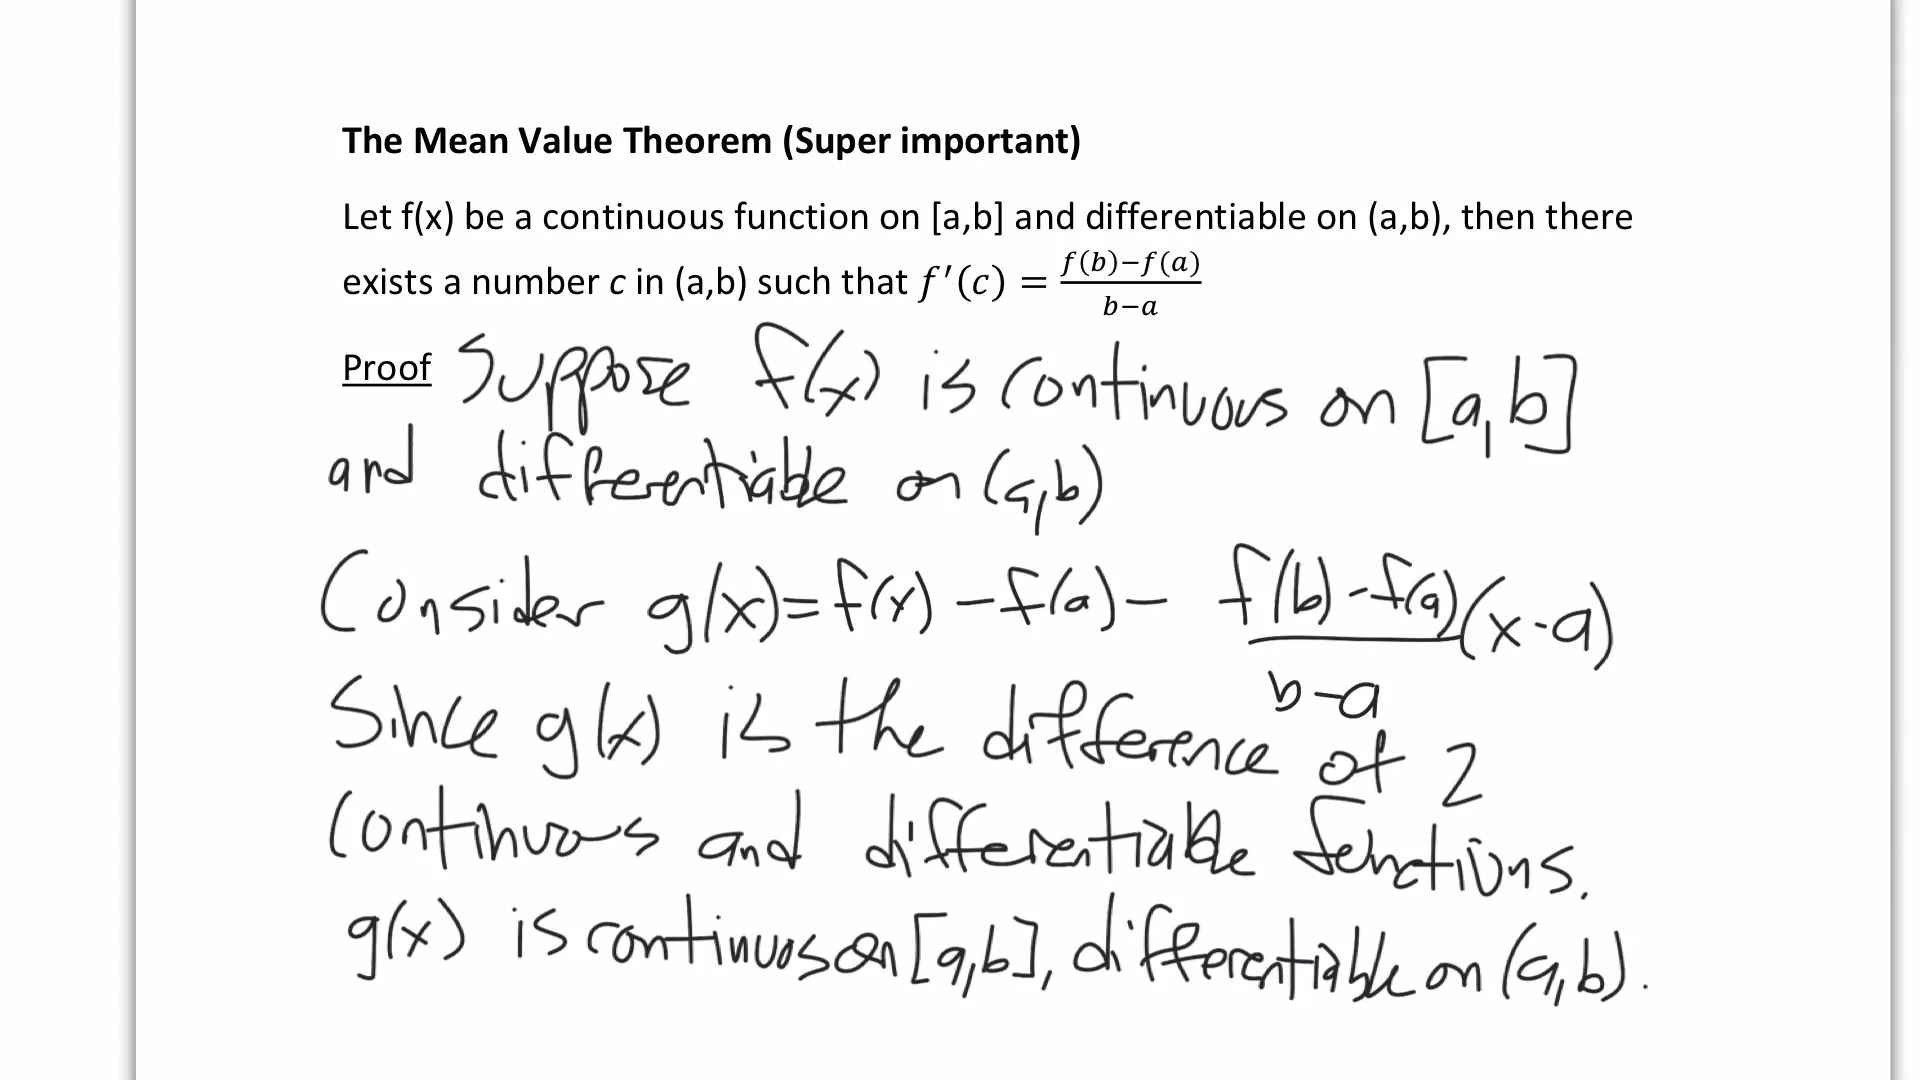 The Mean Value Theorem (Super important)
Let f(x) be a continuous function on [a,b] and differentiable on (a,b), then there
exists a number c in (a,b) such that f′(c) = \frac{f(b)−f(a)}{b−a}
Proof Suppose f(x) is continuous on [a,b]
and differentiable on (a,b)
Consider g(x)=f(x) - f(a) - \frac{f(b)-f(a)}{b-a}(x-a)
Since g(x) is the difference of 2
continuous and differentiable functions.
g(x) is continuous on [a,b], differentiable on (a,b).